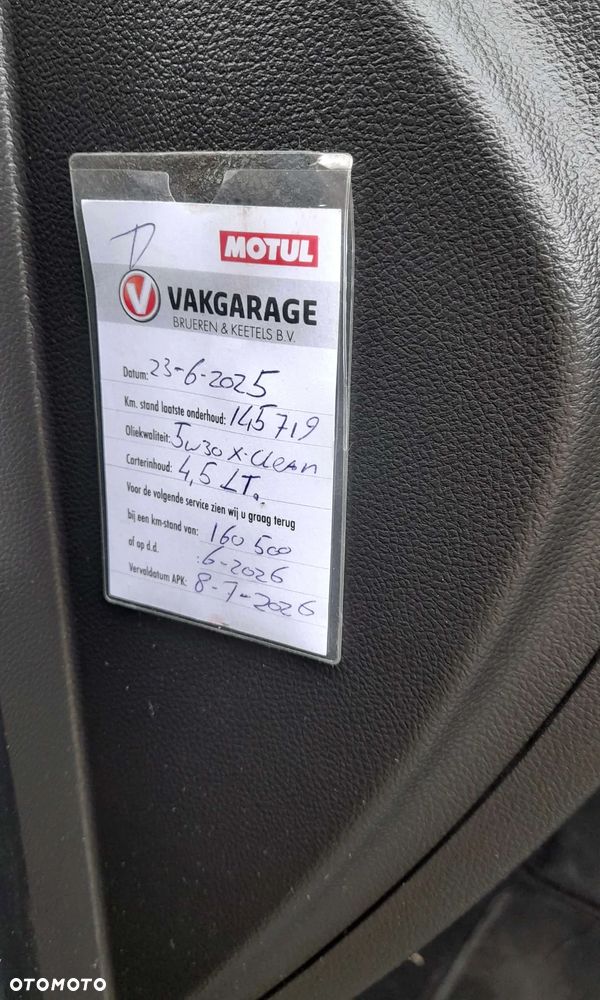 MOTUL
V VAKGARAGE
BRUEREN & KEETELS B.V.
Datum: 23-6-2025
Km. stand laatste onderhoud: 145719
Oliekwaliteit: 5w30 X-Clean
Carterinhoud: 4,5 LT.
Voor de volgende service zien wij u graag terug
bij een km-stand van: 160 500
of op d.d. 6-2026
Vervaldatum APK: 8-7-2026
OTOMOTO